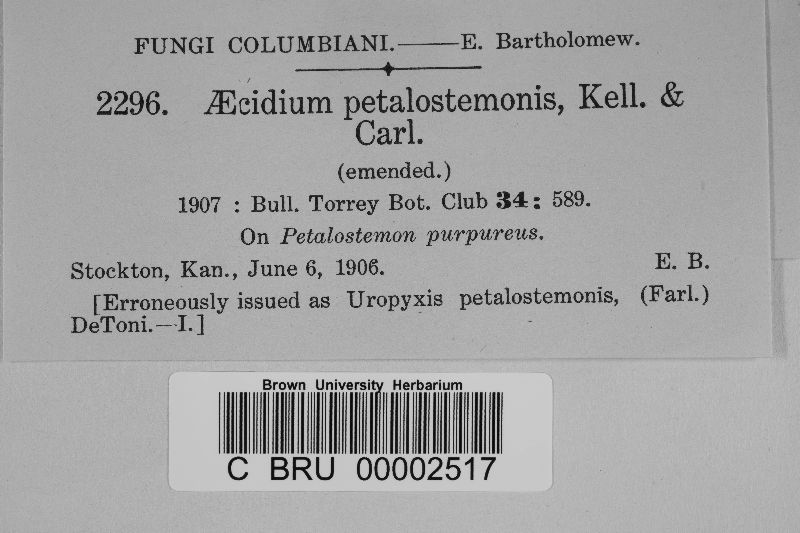 FUNGI COLUMBIANI.——E. Bartholomew.
2296. Æcidium petalostemonis, Kell. &
Carl.
(emended.)
1907 : Bull. Torrey Bot. Club 34: 589.
On Petalostemon purpureus.
Stockton, Kan., June 6, 1906. E. B.
[Erroneously issued as Uropyxis petalostemonis, (Farl.)
DeToni.—I.]
Brown University Herbarium
C BRU 00002517